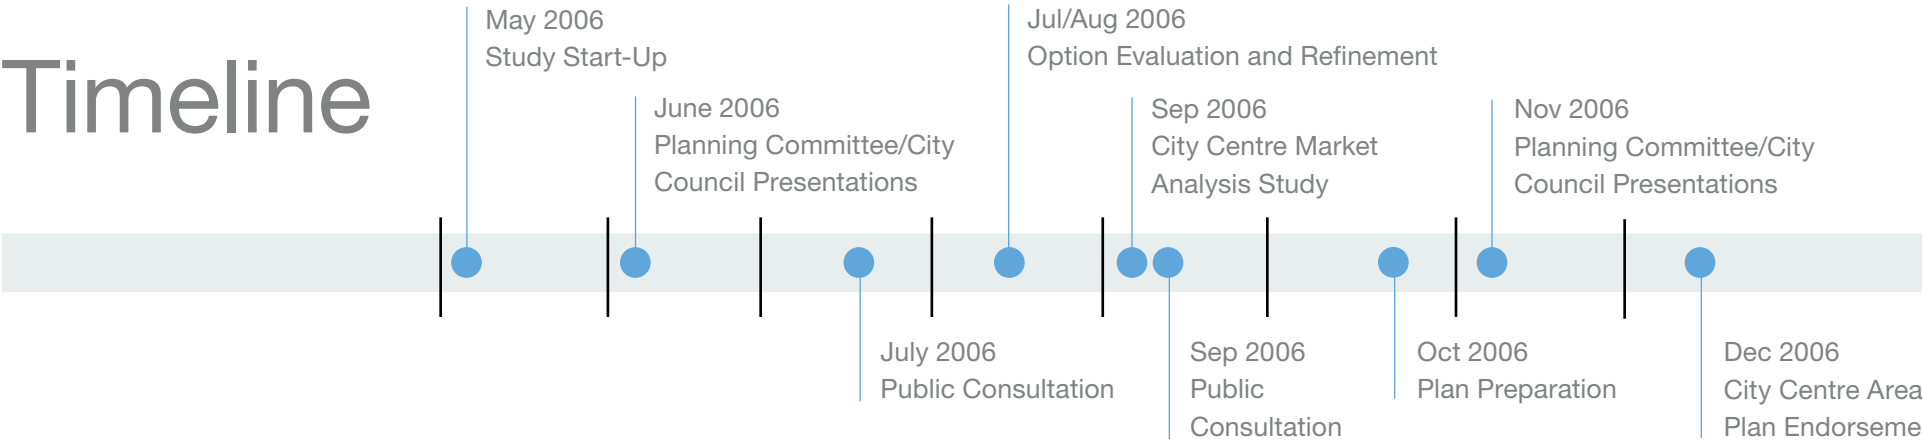 Timeline
May 2006
Study Start-Up
June 2006
Planning Committee/City
Council Presentations
July 2006
Public Consultation
Jul/Aug 2006
Option Evaluation and Refinement
Sep 2006
City Centre Market
Analysis Study
Sep 2006
Public
Consultation
Oct 2006
Plan Preparation
Nov 2006
Planning Committee/City
Council Presentations
Dec 2006
City Centre Area
Plan Endorseme